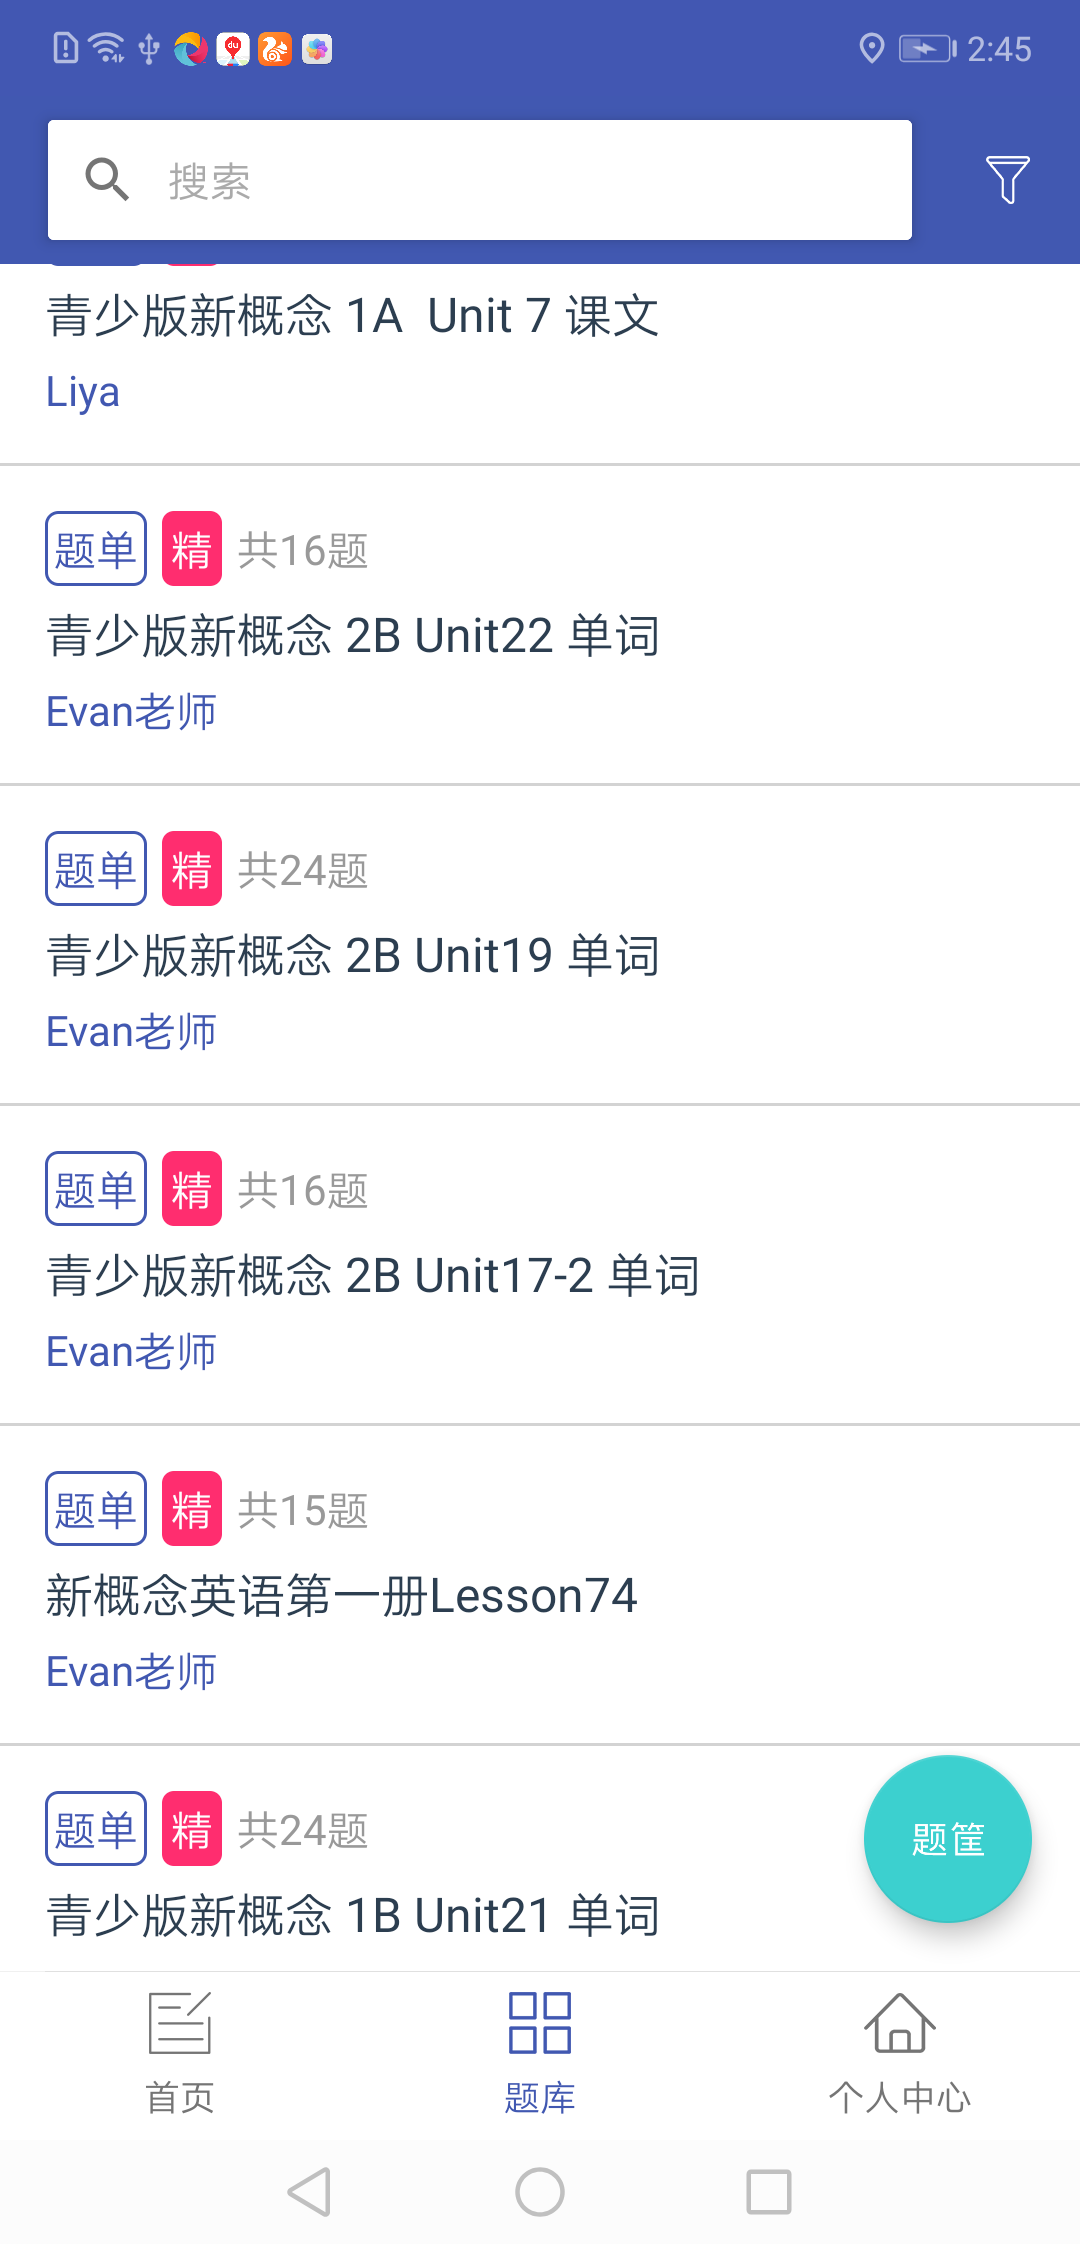 2:45
搜索
青少版新概念 1A  Unit 7 课文
Liya
题单 精 共16题
青少版新概念 2B Unit22 单词
Evan老师
题单 精 共24题
青少版新概念 2B Unit19 单词
Evan老师
题单 精 共16题
青少版新概念 2B Unit17-2 单词
Evan老师
题单 精 共15题
新概念英语第一册Lesson74
Evan老师
题单 精 共24题
题筐
青少版新概念 1B Unit21 单词
首页 题库 个人中心